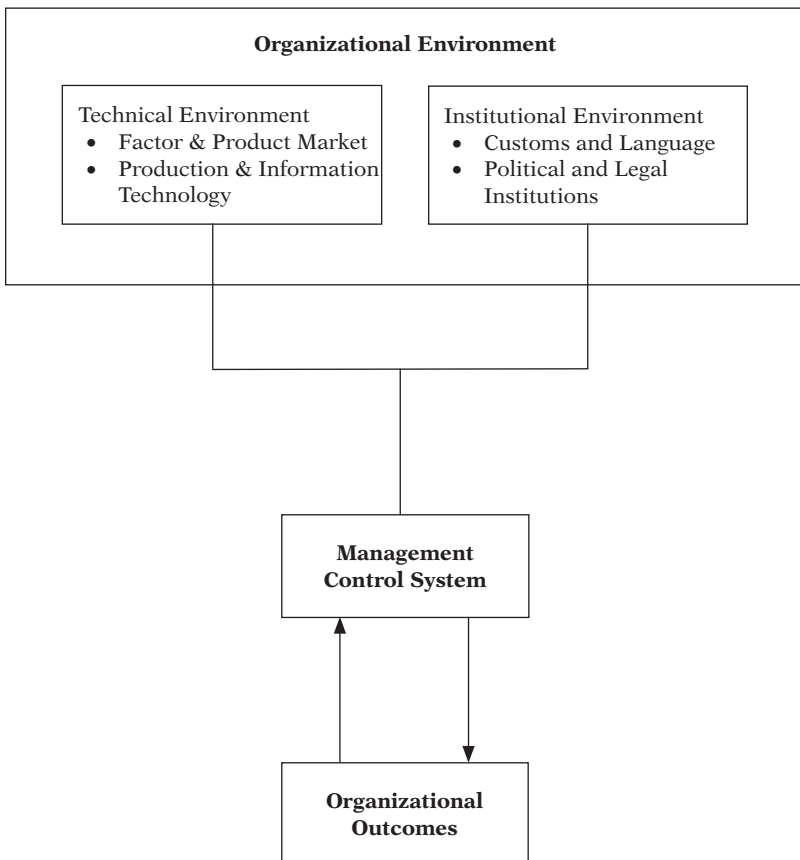 Organizational Environment
Technical Environment
• Factor & Product Market
• Production & Information
Technology
Institutional Environment
• Customs and Language
• Political and Legal
Institutions
Management
Control System
Organizational
Outcomes